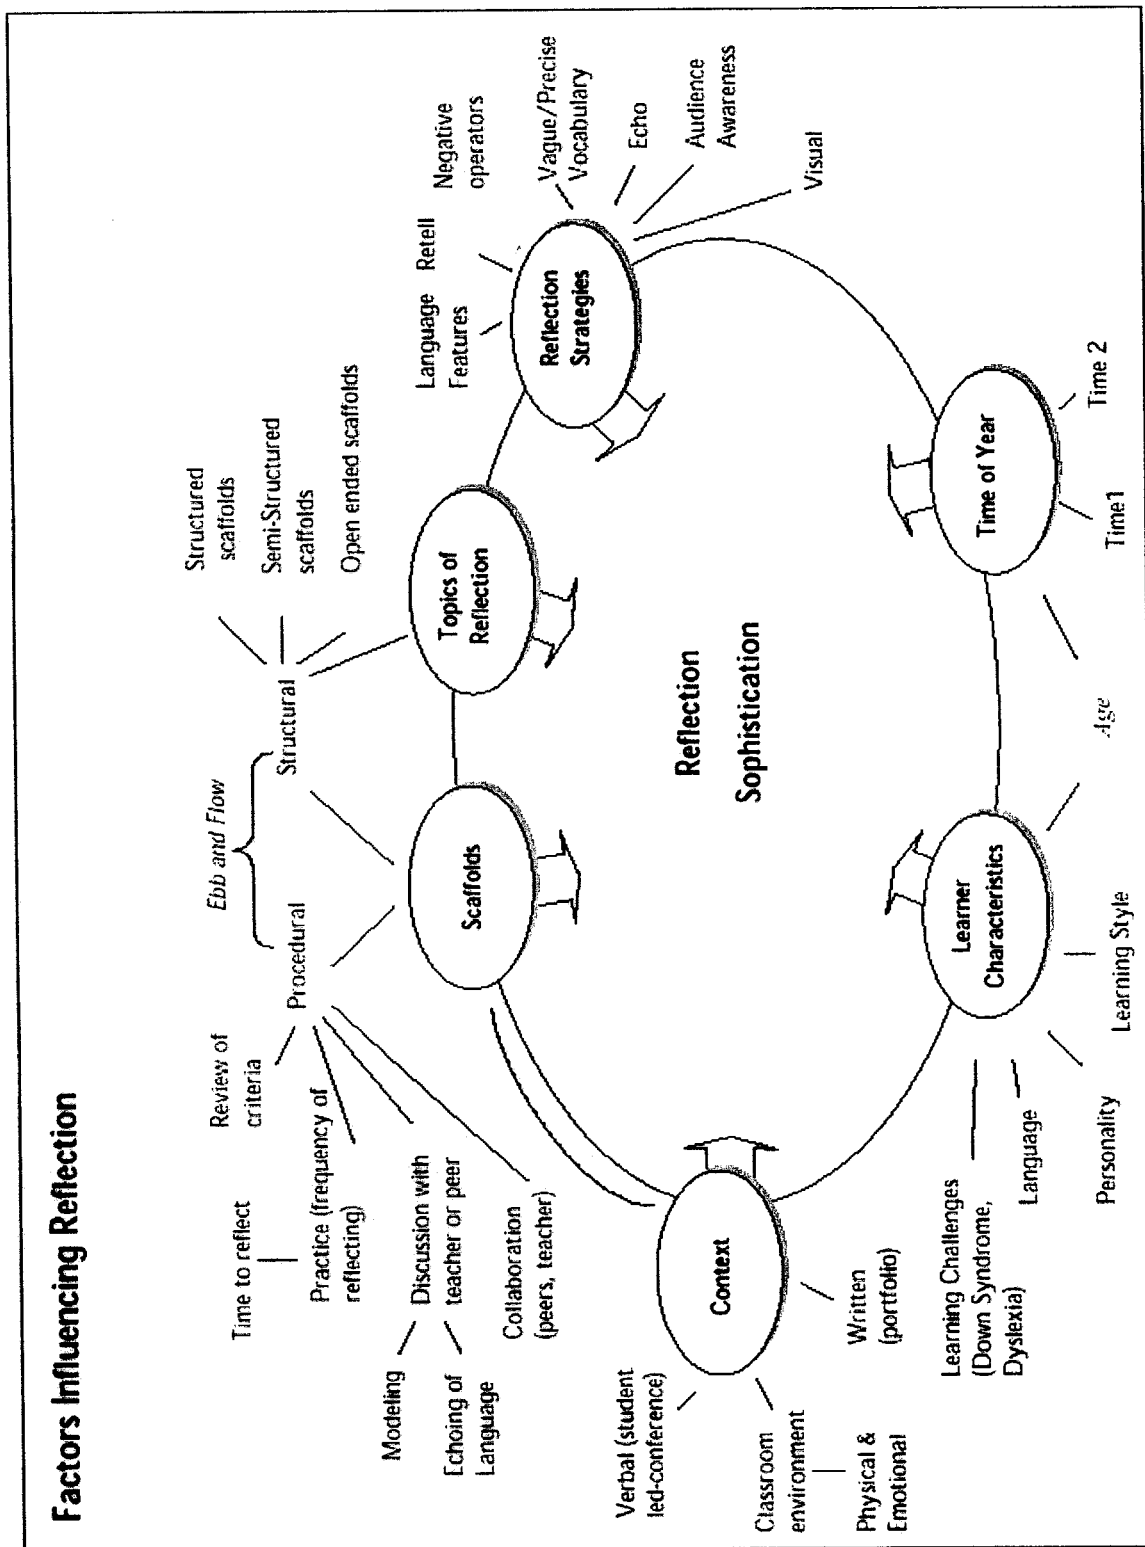 Factors Influencing Reflection
Time to reflect
Review of
criteria
Practice (frequency of
reflecting)
Modeling
Discussion with
teacher or peer
Echoing of
Language
Collaboration
(peers, teacher)
Procedural
Ebb and Flow
Structural
Structured
scaffolds
Semi-Structured
scaffolds
Open ended scaffolds
Scaffolds
Topics of
Reflection
Language
Features
Retell
Negative
operators
Vague/Precise
Vocabulary
Echo
Audience
Awareness
Visual
Reflection
Strategies
Reflection
Sophistication
Verbal (student
led-conference)
Context
Classroom
environment
Physical &
Emotional
Written
(portfolio)
Learner
Characteristics
Learning Challenges
(Down Syndrome,
Dyslexia)
Language
Personality
Learning Style
Age
Time of Year
Time1
Time 2